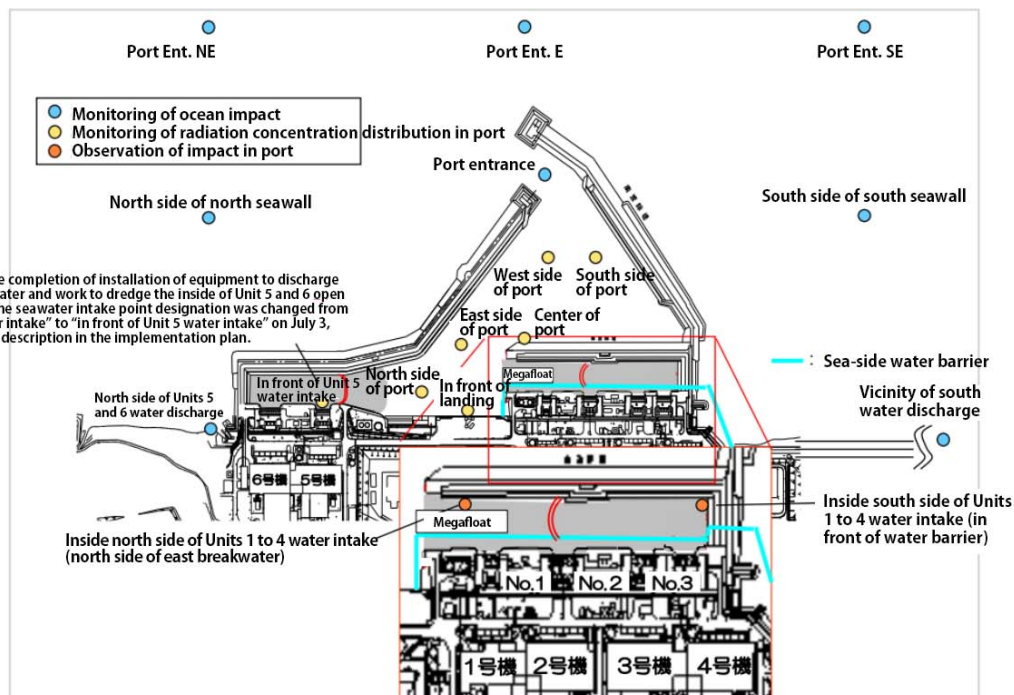 Port Ent. NE
Port Ent. E
Port Ent. SE
Monitoring of ocean impact
Monitoring of radiation concentration distribution in port
Observation of impact in port
Port entrance
North side of north seawall
South side of south seawall
e completion of installation of equipment to discharge
ater and work to dredge the inside of Unit 5 and 6 open
ne seawater intake point designation was changed from
r intake" to "in front of Unit 5 water intake" on July 3,
description in the implementation plan.
West side
of port
South side
of port
East side
of port
Center of
port
: Sea-side water barrier
North side
of port
In front of Unit 5
water intake
In front of
landing
Megafloat
Vicinity of south
water discharge
North side of Units 5
and 6 water discharge
6号機
5号機
Megafloat
Inside north side of Units 1 to 4 water intake
(north side of east breakwater)
Inside south side of Units
1 to 4 water intake (in
front of water barrier)
No.1
No.2
No.3
1号機
2号機
3号機
4号機